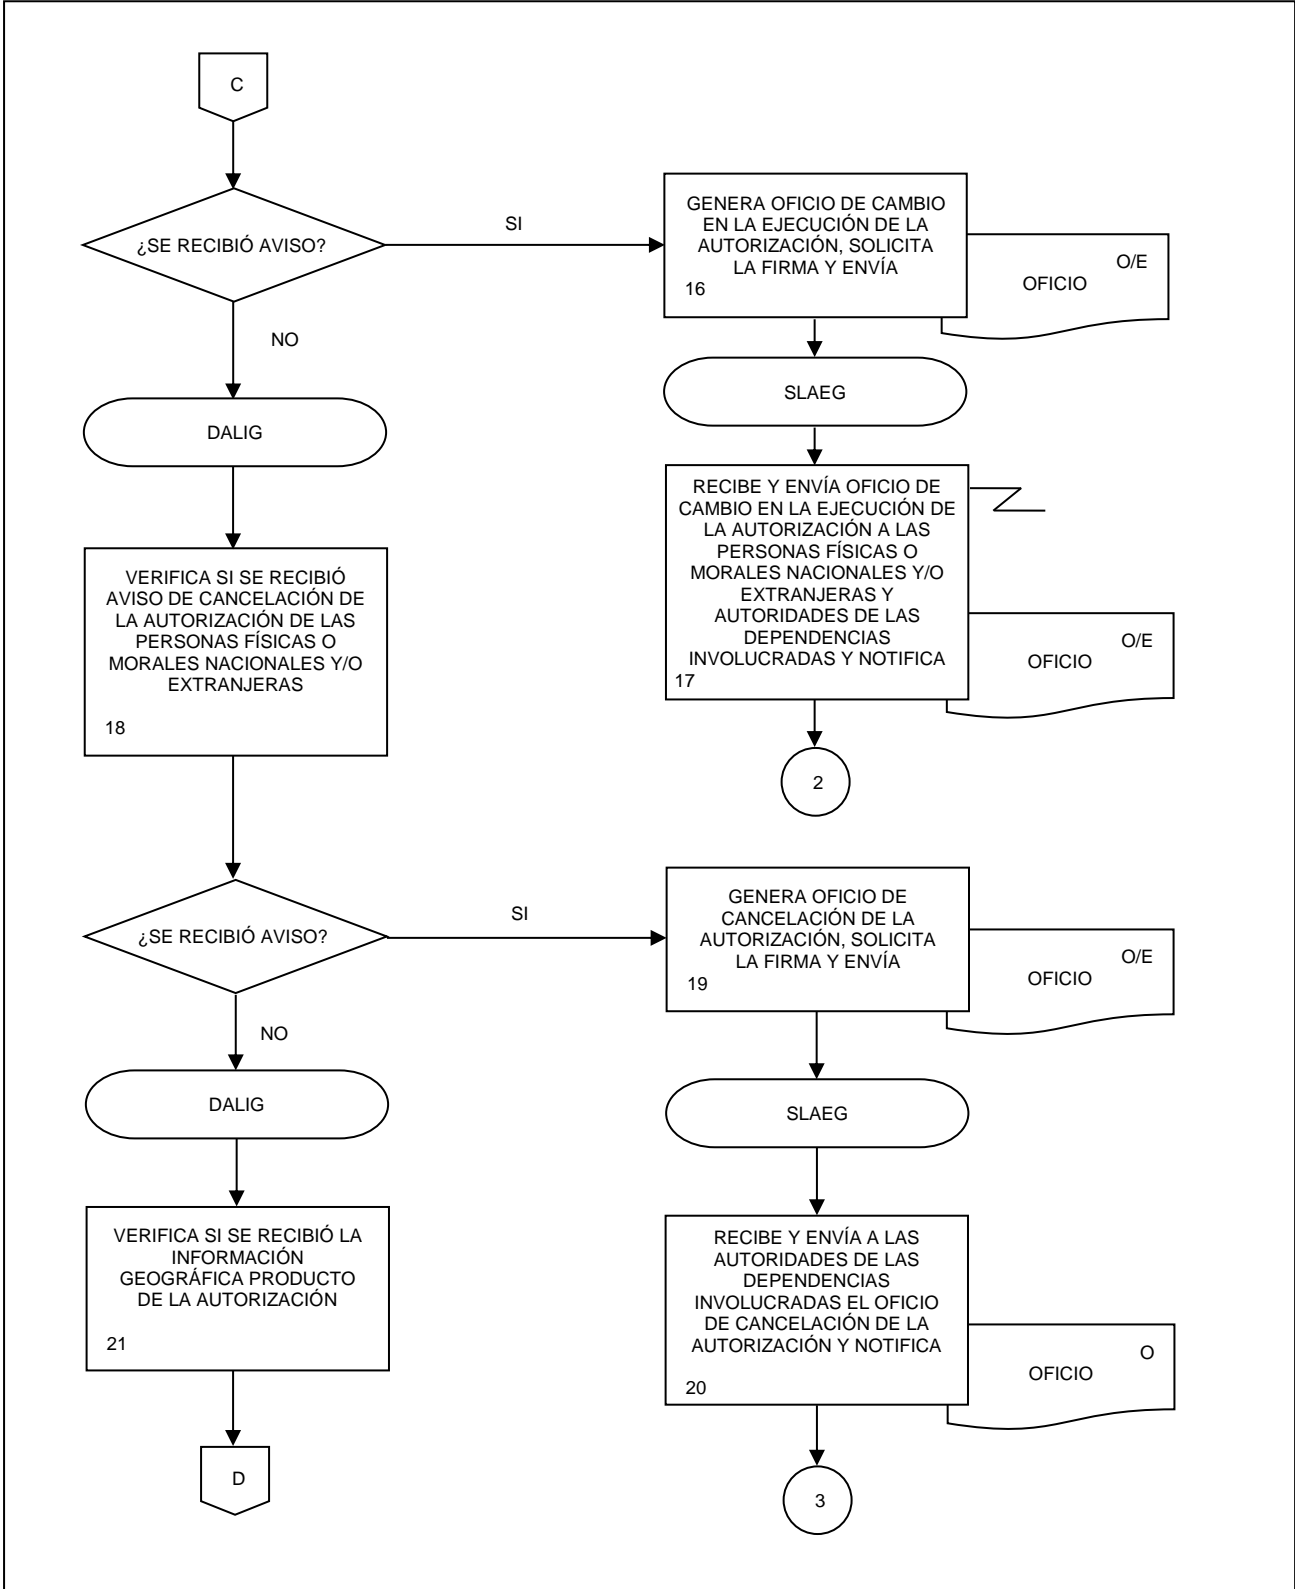 C
¿SE RECIBIÓ AVISO?
SI
NO
GENERA OFICIO DE CAMBIO
EN LA EJECUCIÓN DE LA
AUTORIZACIÓN, SOLICITA
LA FIRMA Y ENVÍA
16
O/E
OFICIO
SLAEG
DALIG
RECIBE Y ENVÍA OFICIO DE
CAMBIO EN LA EJECUCIÓN DE
LA AUTORIZACIÓN A LAS
PERSONAS FÍSICAS O
MORALES NACIONALES Y/O
EXTRANJERAS Y
AUTORIDADES DE LAS
DEPENDENCIAS
INVOLUCRADAS Y NOTIFICA
17
O/E
OFICIO
2
VERIFICA SI SE RECIBIÓ
AVISO DE CANCELACIÓN DE
LA AUTORIZACIÓN DE LAS
PERSONAS FÍSICAS O
MORALES NACIONALES Y/O
EXTRANJERAS
18
¿SE RECIBIÓ AVISO?
SI
NO
GENERA OFICIO DE
CANCELACIÓN DE LA
AUTORIZACIÓN, SOLICITA
LA FIRMA Y ENVÍA
19
O/E
OFICIO
DALIG
SLAEG
VERIFICA SI SE RECIBIÓ LA
INFORMACIÓN
GEOGRÁFICA PRODUCTO
DE LA AUTORIZACIÓN
21
RECIBE Y ENVÍA A LAS
AUTORIDADES DE LAS
DEPENDENCIAS
INVOLUCRADAS EL OFICIO
DE CANCELACIÓN DE LA
AUTORIZACIÓN Y NOTIFICA
20
O
OFICIO
D
3